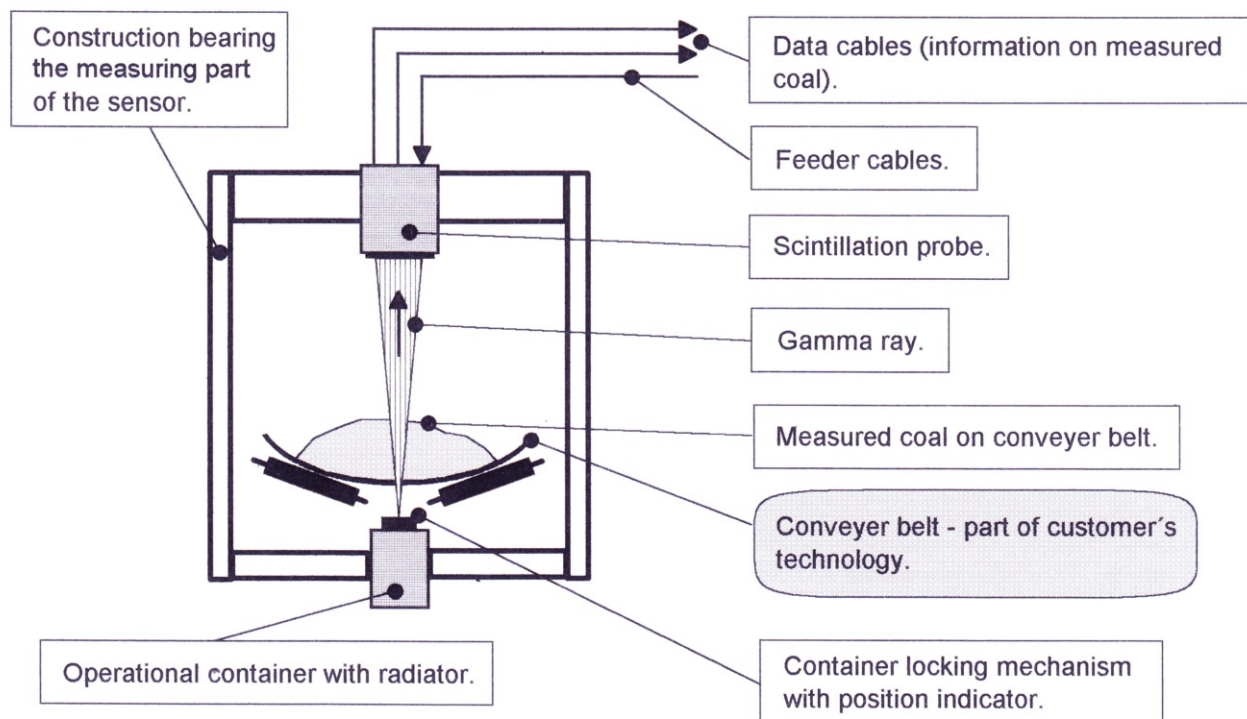 Construction bearing
the measuring part
of the sensor.
Data cables (information on measured
coal).
Feeder cables.
Scintillation probe.
Gamma ray.
Measured coal on conveyer belt.
Conveyer belt - part of customer´s
technology.
Operational container with radiator.
Container locking mechanism
with position indicator.